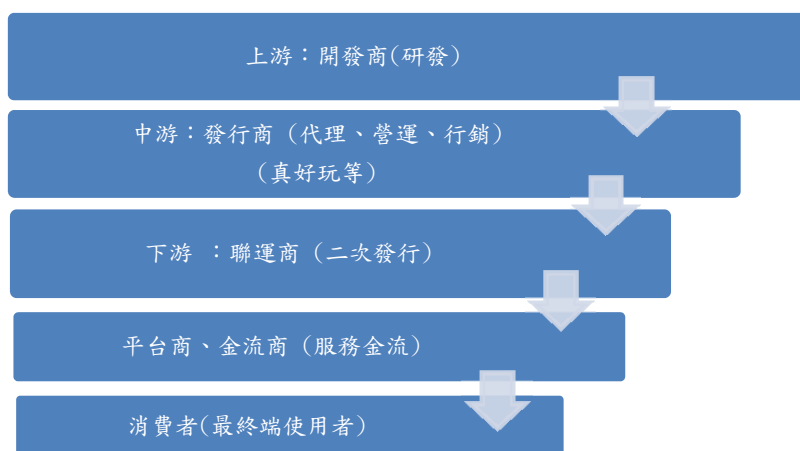 上游：開發商(研發)
中游：發行商 (代理、營運、行銷)
(真好玩等)
下游 ：聯運商 (二次發行)
平台商、金流商 (服務金流)
消費者(最終端使用者)